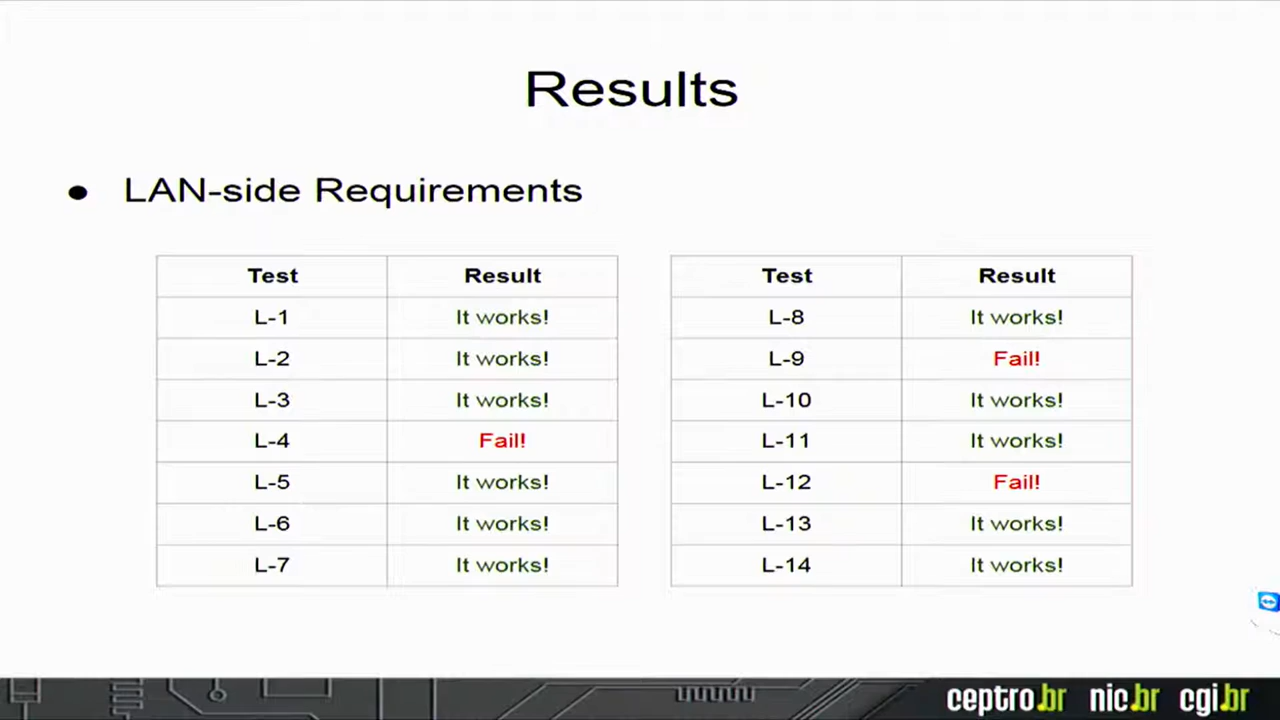 Results
● LAN-side Requirements
Test Result
L-1 It works!
L-2 It works!
L-3 It works!
L-4 Fail!
L-5 It works!
L-6 It works!
L-7 It works!
Test Result
L-8 It works!
L-9 Fail!
L-10 It works!
L-11 It works!
L-12 Fail!
L-13 It works!
L-14 It works!
ceptro.br nic.br cgi.br